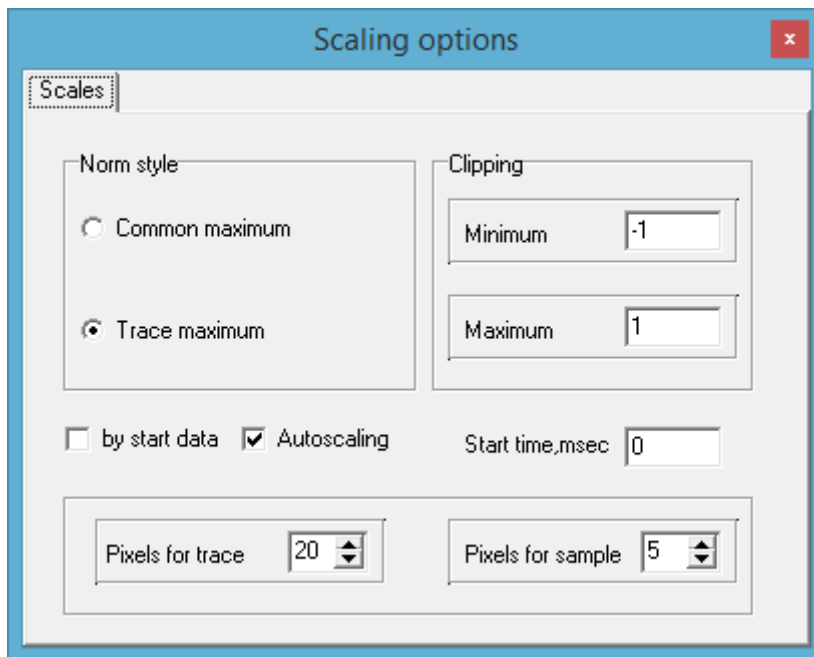 Scaling options
x
Scales
Norm style
Common maximum
Trace maximum
Clipping
Minimum -1
Maximum 1
by start data
Autoscaling
Start time,msec 0
Pixels for trace 20
Pixels for sample 5